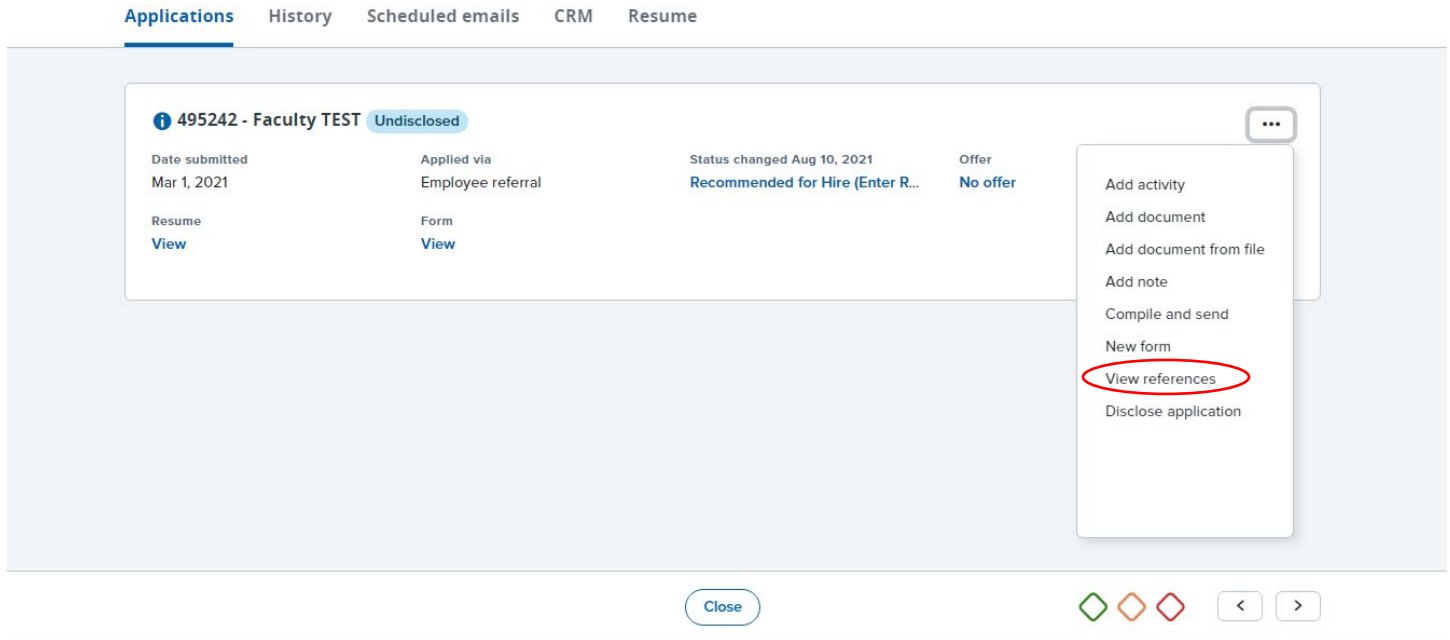 Applications History Scheduled emails CRM Resume
495242 - Faculty TEST Undisclosed
...
Date submitted Applied via Status changed Aug 10, 2021 Offer
Mar 1, 2021 Employee referral Recommended for Hire (Enter R... No offer
Resume Form
View View
Add activity
Add document
Add document from file
Add note
Compile and send
New form
View references
Disclose application
Close